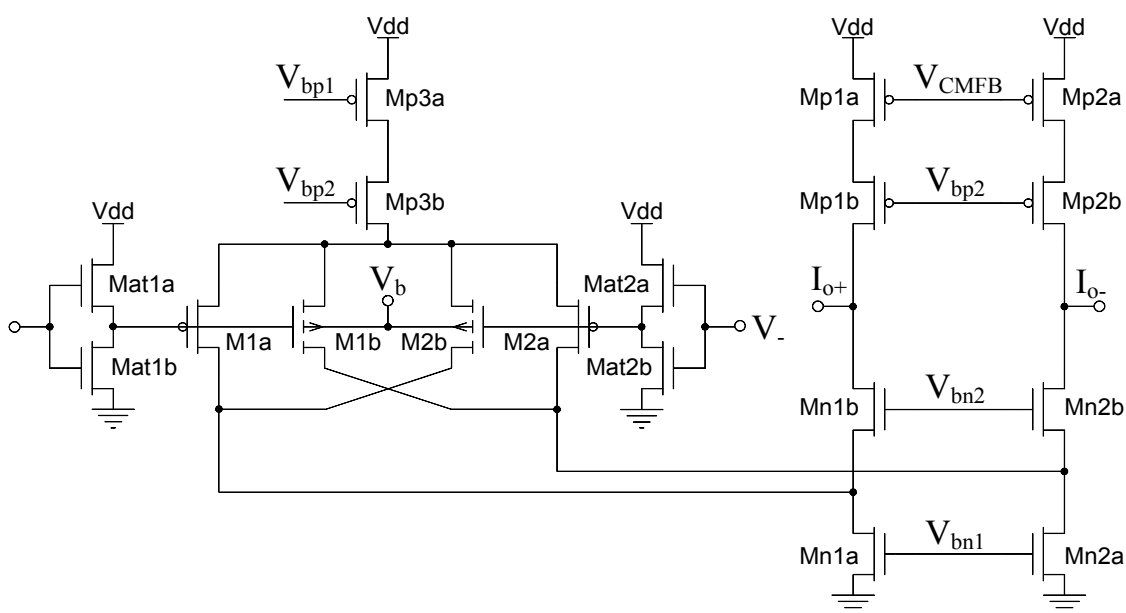 Vdd
Vdd
Vdd
Vbp1
Mp3a
Mp1a
VCMFB
Mp2a
Vbp2
Mp3b
Mp1b
Vbp2
Mp2b
Vdd
Vdd
Mat1a
Vb
Mat2a
Io+
Io-
M1a
M1b
M2b
M2a
V-
Mat1b
Mat2b
Mn1b
Vbn2
Mn2b
Mn1a
Vbn1
Mn2a